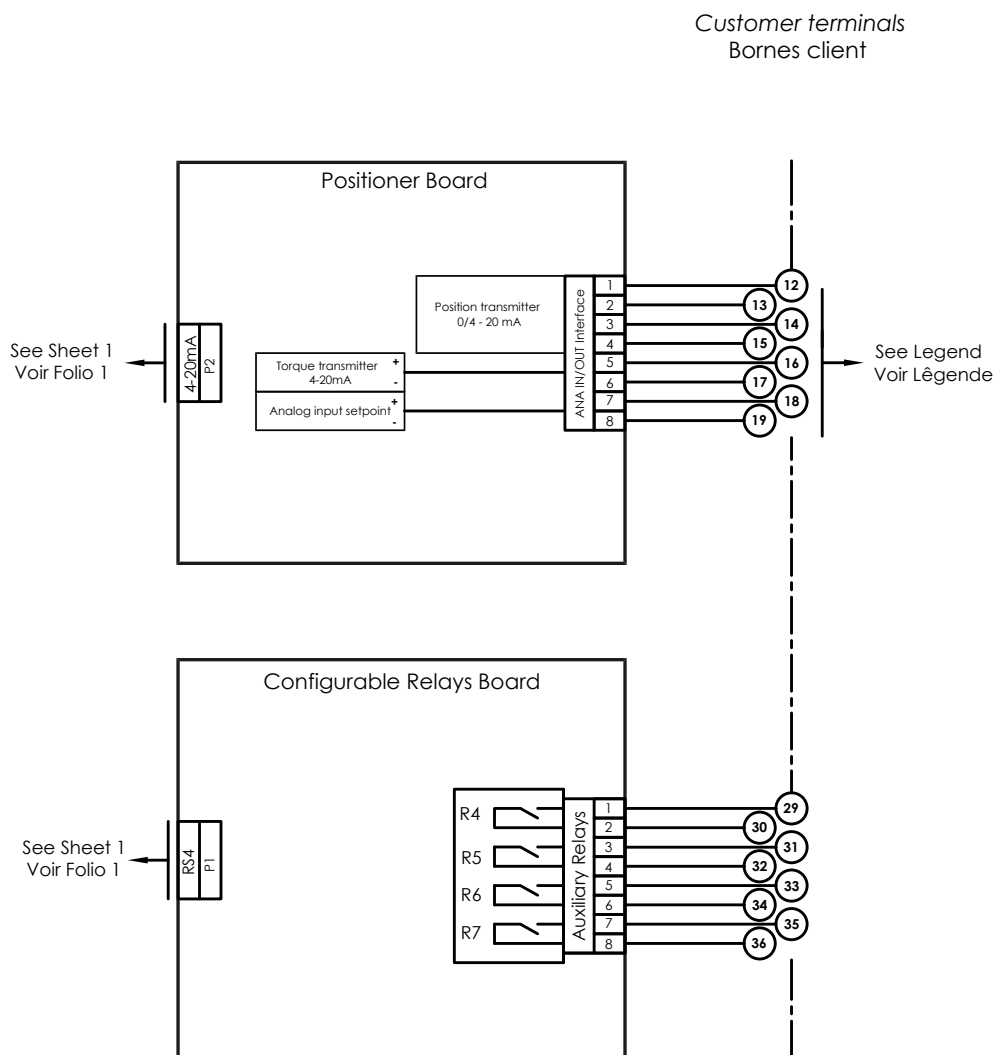 Customer terminals
Bornes client
Positioner Board
See Sheet 1
Voir Folio 1
4-20mA
P2
Position transmitter
0/4 - 20 mA
Torque transmitter
4-20mA
+
-
Analog input setpoint
+
-
ANA IN/OUT Interface
1
2
3
4
5
6
7
8
12
13
14
15
16
17
18
19
See Legend
Voir Lêgende
Configurable Relays Board
See Sheet 1
Voir Folio 1
RS4
P1
R4
R5
R6
R7
Auxiliary Relays
1
2
3
4
5
6
7
8
29
30
31
32
33
34
35
36